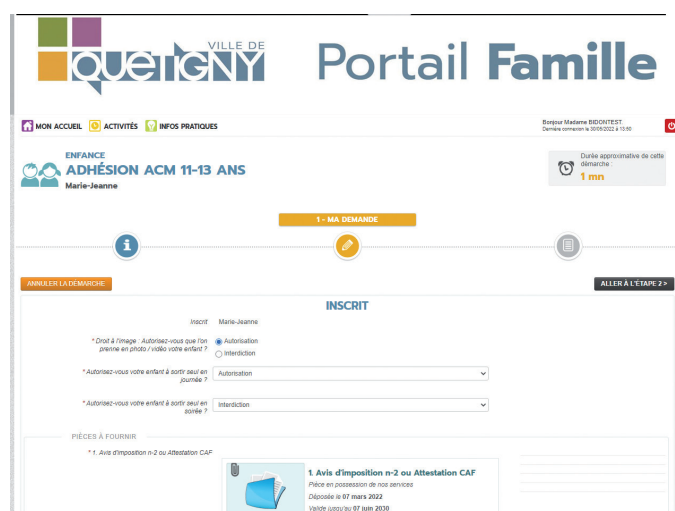 VILLE DE
QUETIGNY
Portail Famille
MON ACCUEIL ACTIVITÉS INFOS PRATIQUES
Bonjour Madame BIDONTEST.
Dernière connexion le 30/05/2022 à 13:50
ENFANCE
ADHÉSION ACM 11-13 ANS
Marie-Jeanne
Durée approximative de cette
démarche :
1 mn
1 - MA DEMANDE
ANNULER LA DÉMARCHE
ALLER À L'ÉTAPE 2 >
INSCRIT
Inscrit Marie-Jeanne
* Droit à l'image : Autorisez-vous que l'on
prenne en photo / vidéo votre enfant ?
Autorisation
Interdiction
* Autorisez-vous votre enfant à sortir seul en
journée ?
Autorisation
* Autorisez-vous votre enfant à sortir seul en
soirée ?
Interdiction
PIÈCES À FOURNIR
* 1. Avis d'imposition n-2 ou Attestation CAF
1. Avis d'imposition n-2 ou Attestation CAF
Pièce en possession de nos services
Déposée le 07 mars 2022
Valide jusqu'au 07 juin 2030